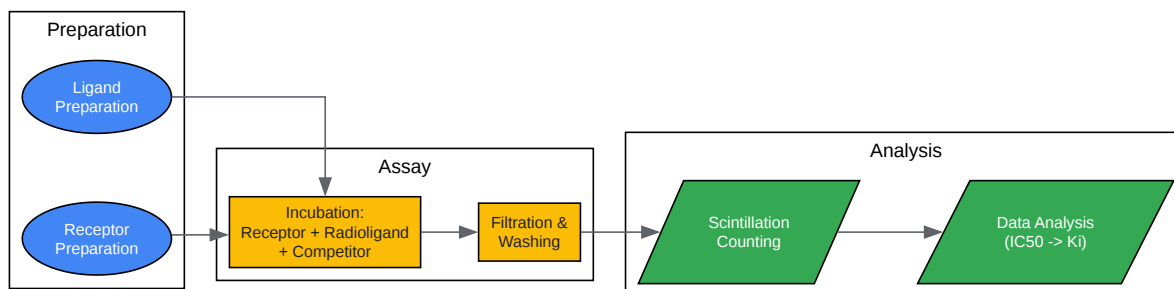 Preparation
Ligand
Preparation
Receptor
Preparation
Assay
Incubation:
Receptor + Radioligand
+ Competitor
Filtration &
Washing
Analysis
Scintillation
Counting
Data Analysis
(IC50 -> Ki)